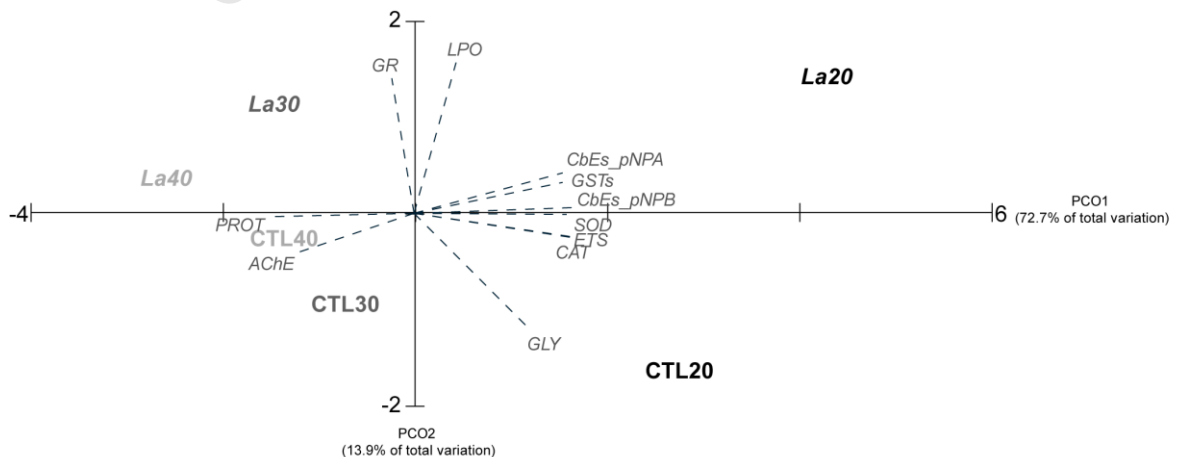 2
LPO
GR
La20
La30
CbEs_pNPA
La40
GSTs
CbEs_pNPB
-4
6
PCO1
(72.7% of total variation)
PROT
SOD
CTL40
ETS
CAT
AChE
CTL30
GLY
CTL20
-2
PCO2
(13.9% of total variation)